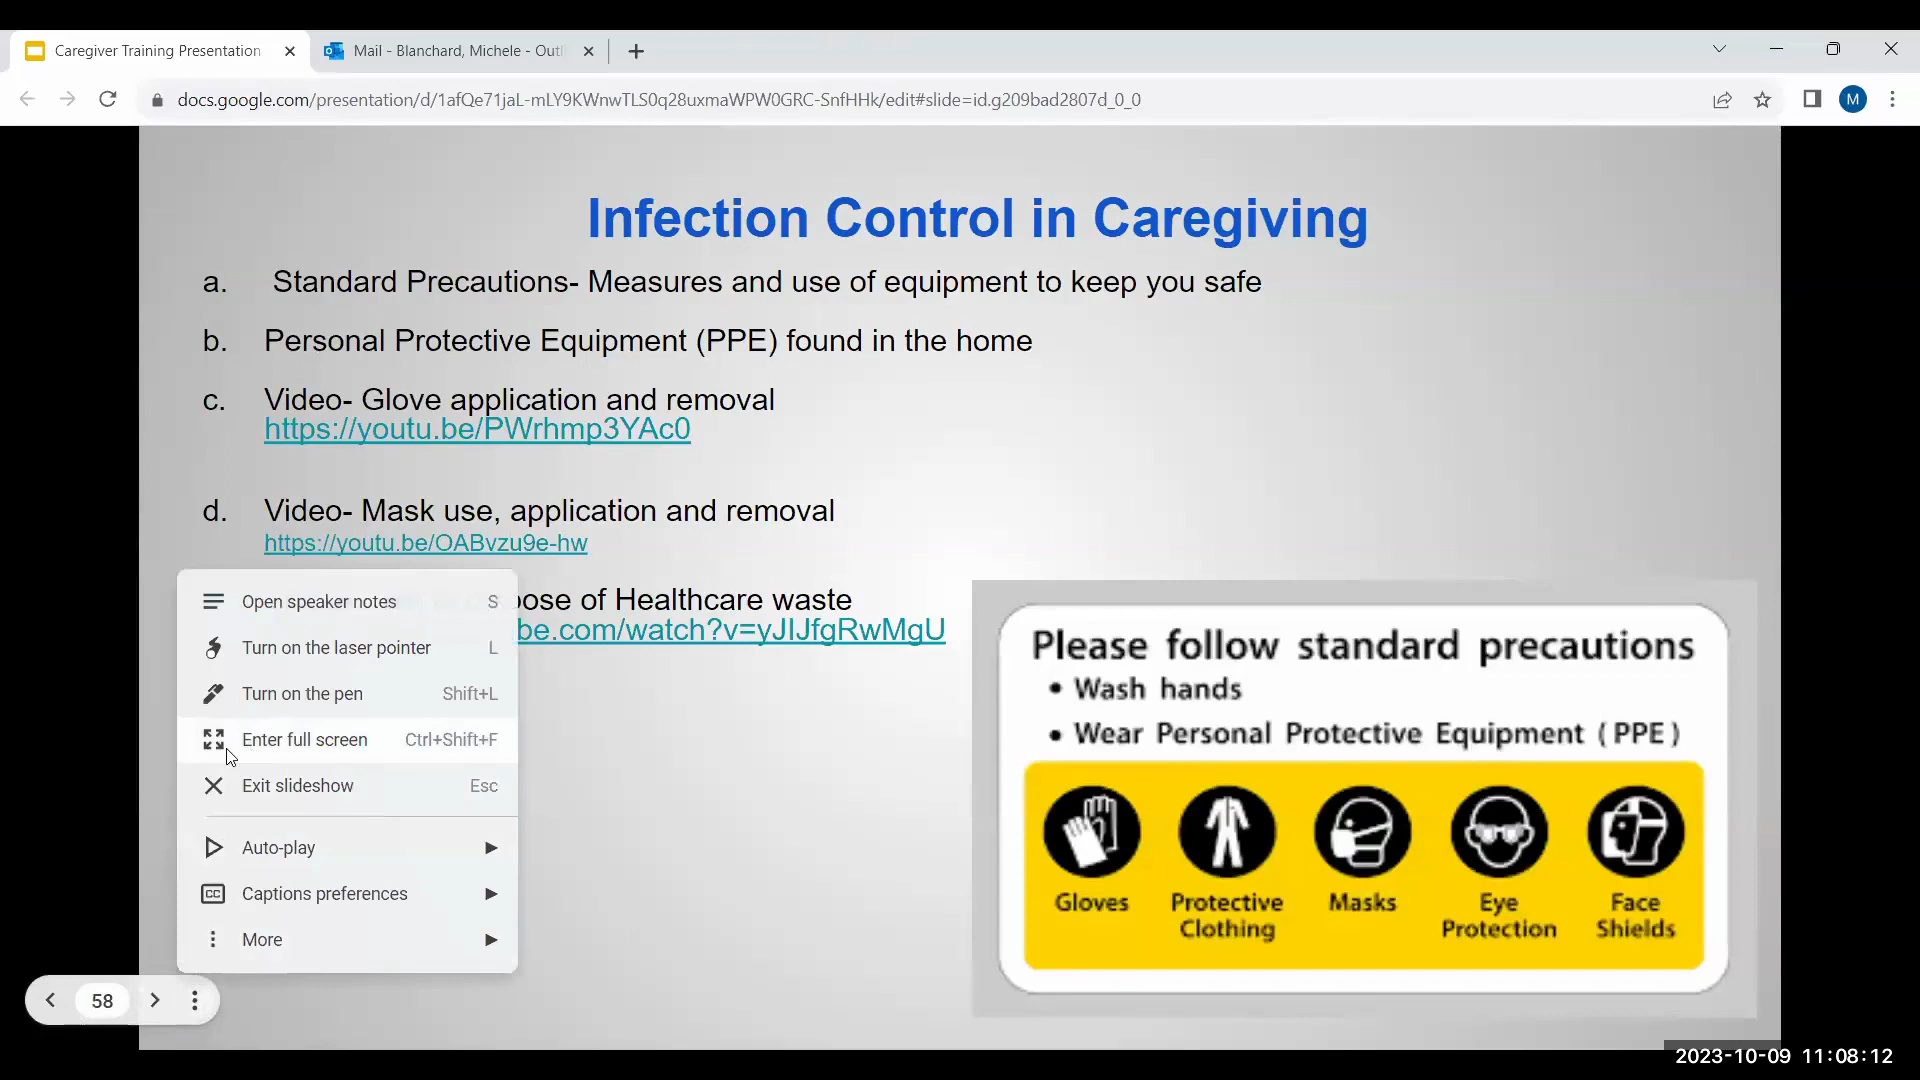 Caregiver Training Presentation
Mail - Blanchard, Michele - Outl
docs.google.com/presentation/d/1afQe71jaL-mLY9KWnwTLS0q28uxmaWPW0GRC-SnfHHk/edit#slide=id.g209bad2807d_0_0
M
Infection Control in Caregiving
a. Standard Precautions- Measures and use of equipment to keep you safe
b. Personal Protective Equipment (PPE) found in the home
c. Video- Glove application and removal
https://youtu.be/PWrhmp3YAc0
d. Video- Mask use, application and removal
https://youtu.be/OABvzu9e-hw
pose of Healthcare waste
be.com/watch?v=yJIJfgRwMgU
Open speaker notes S
Turn on the laser pointer L
Turn on the pen Shift+L
Enter full screen Ctrl+Shift+F
Exit slideshow Esc
Auto-play
CC Captions preferences
More
58
Please follow standard precautions
• Wash hands
• Wear Personal Protective Equipment (PPE)
Gloves
Protective Clothing
Masks
Eye Protection
Face Shields
2023-10-09 11:08:12